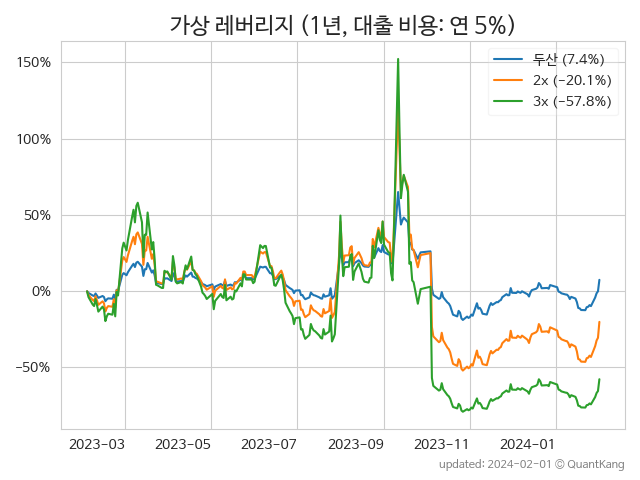 가상 레버리지 (1년, 대출 비용: 연 5%)
150%
100%
50%
0%
−50%
두산 (7.4%)
2x (−20.1%)
3x (−57.8%)
2023−03 2023−05 2023−07 2023−09 2023−11 2024−01
updated: 2024-02-01 © QuantKang